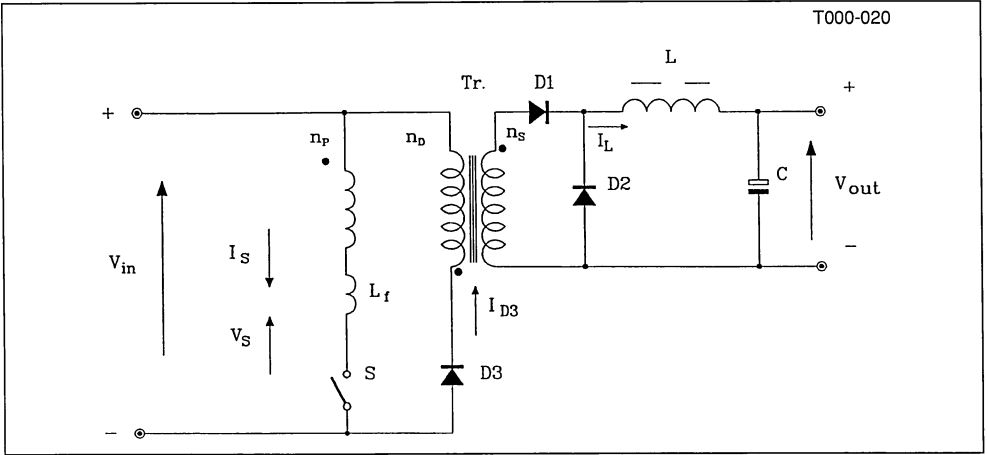 T000-020
L
Tr. D1
+ +
n_P n_D n_S
I_L
D2 C V_out
V_in I_S
L_f I_D3
−
V_S
S D3
−